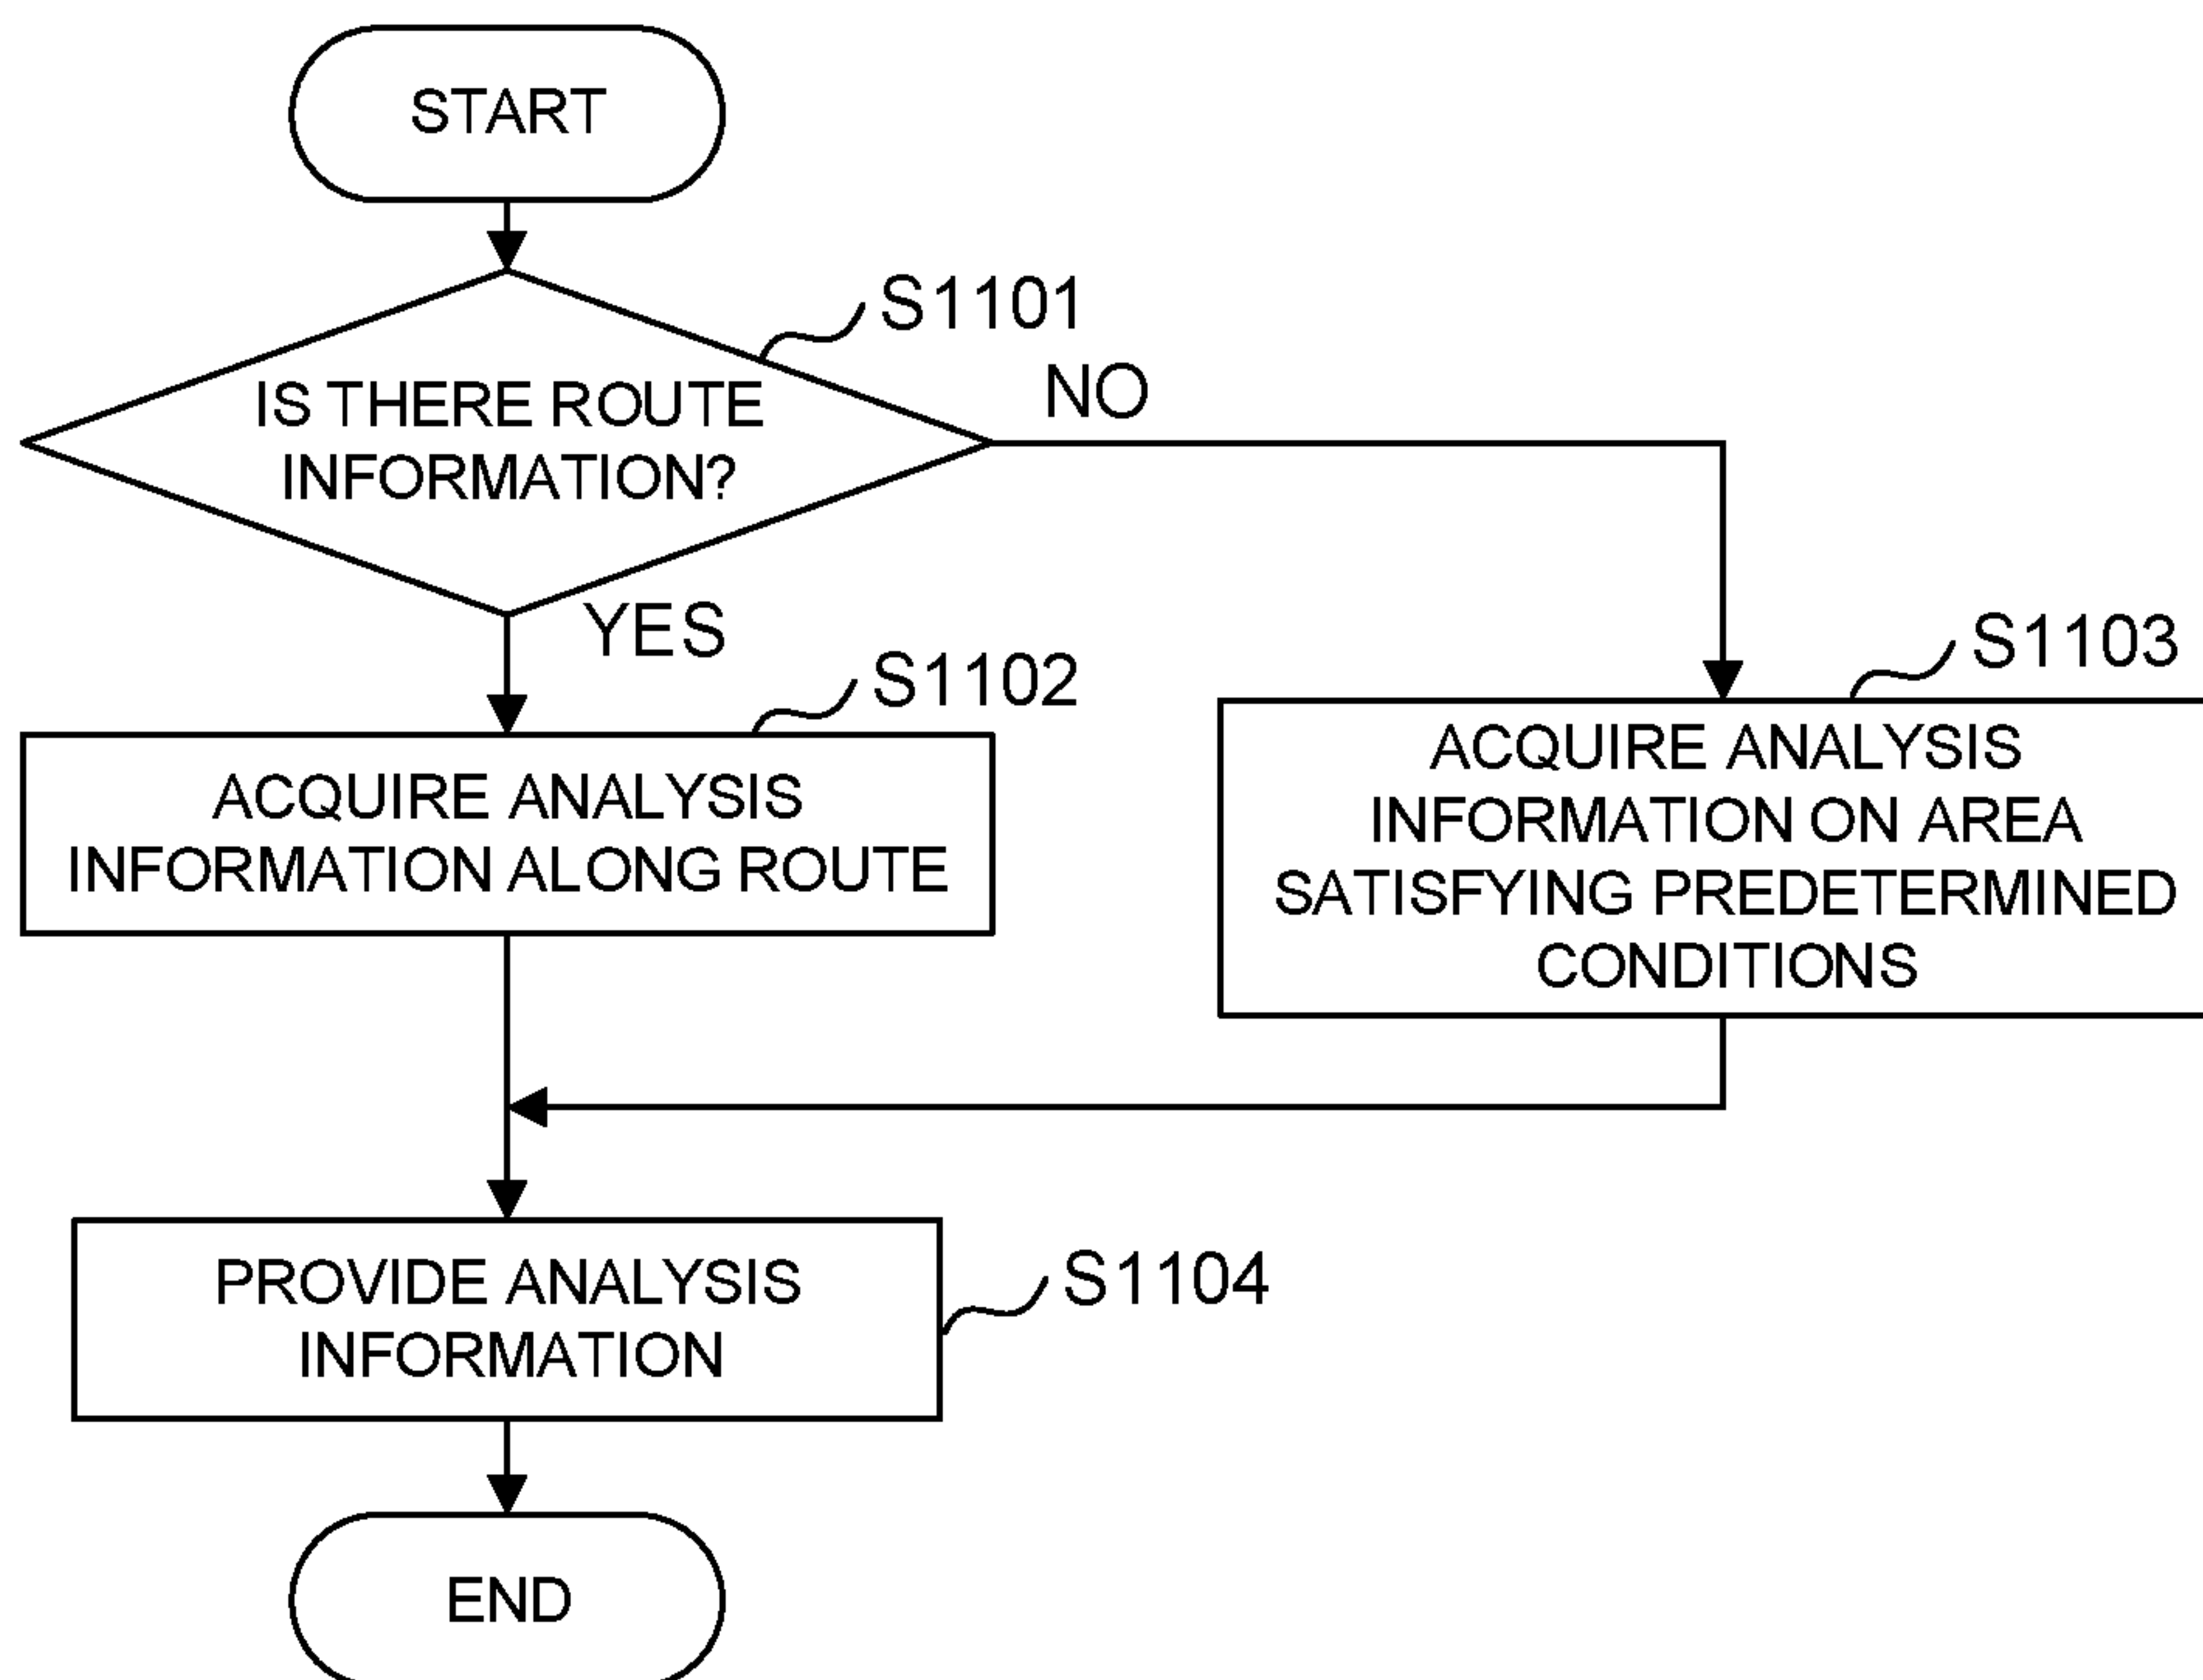 START
S1101
IS THERE ROUTE
INFORMATION?
NO
YES
S1102
ACQUIRE ANALYSIS
INFORMATION ALONG ROUTE
S1103
ACQUIRE ANALYSIS
INFORMATION ON AREA
SATISFYING PREDETERMINED
CONDITIONS
PROVIDE ANALYSIS
INFORMATION
S1104
END